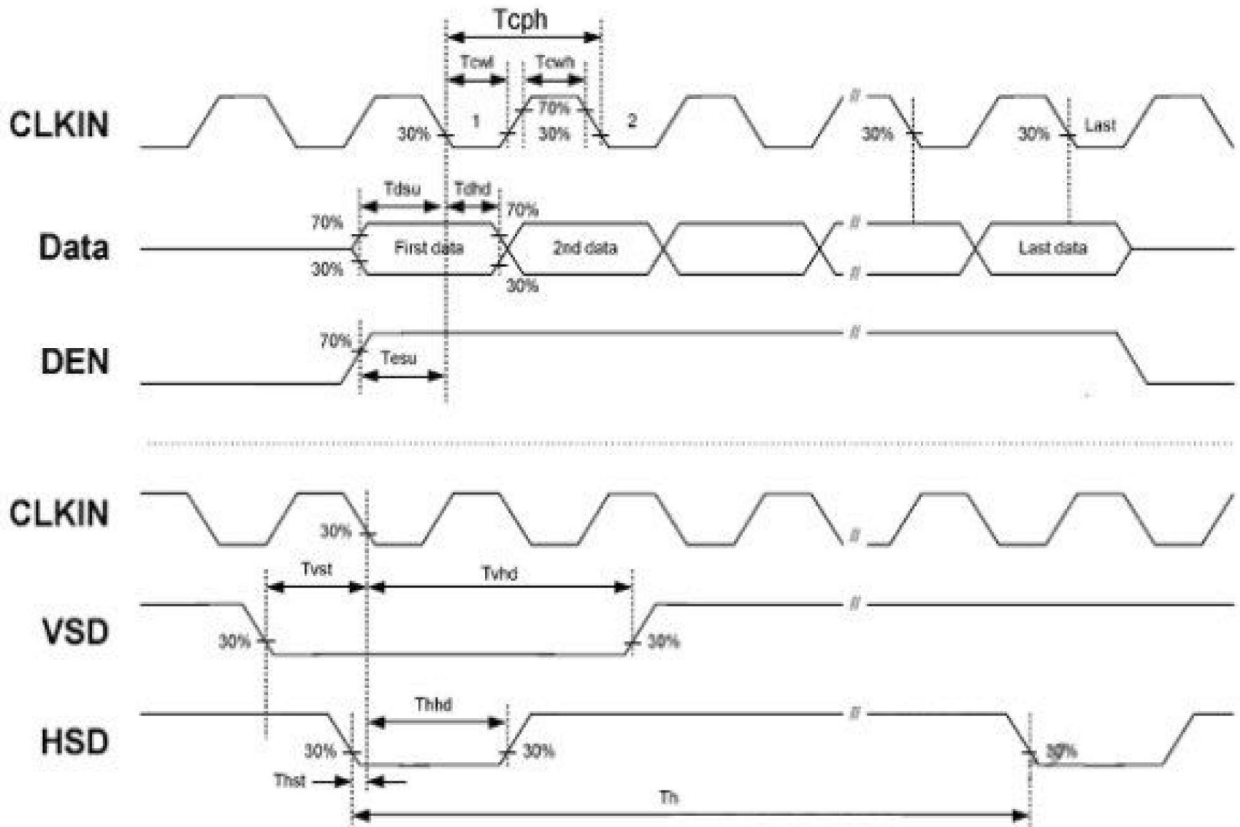 Tcph
Tcwl Tcwh
CLKIN 30% 1 70% 30% 2 30% 30% Last
Tdsu Tdhd
70% 70%
Data First data 2nd data Last data
30% 30%
70%
DEN Tesu
CLKIN 30%
Tvst Tvhd
VSD 30% 30%
Thhd
HSD 30% 30% 30%
Thst
Th